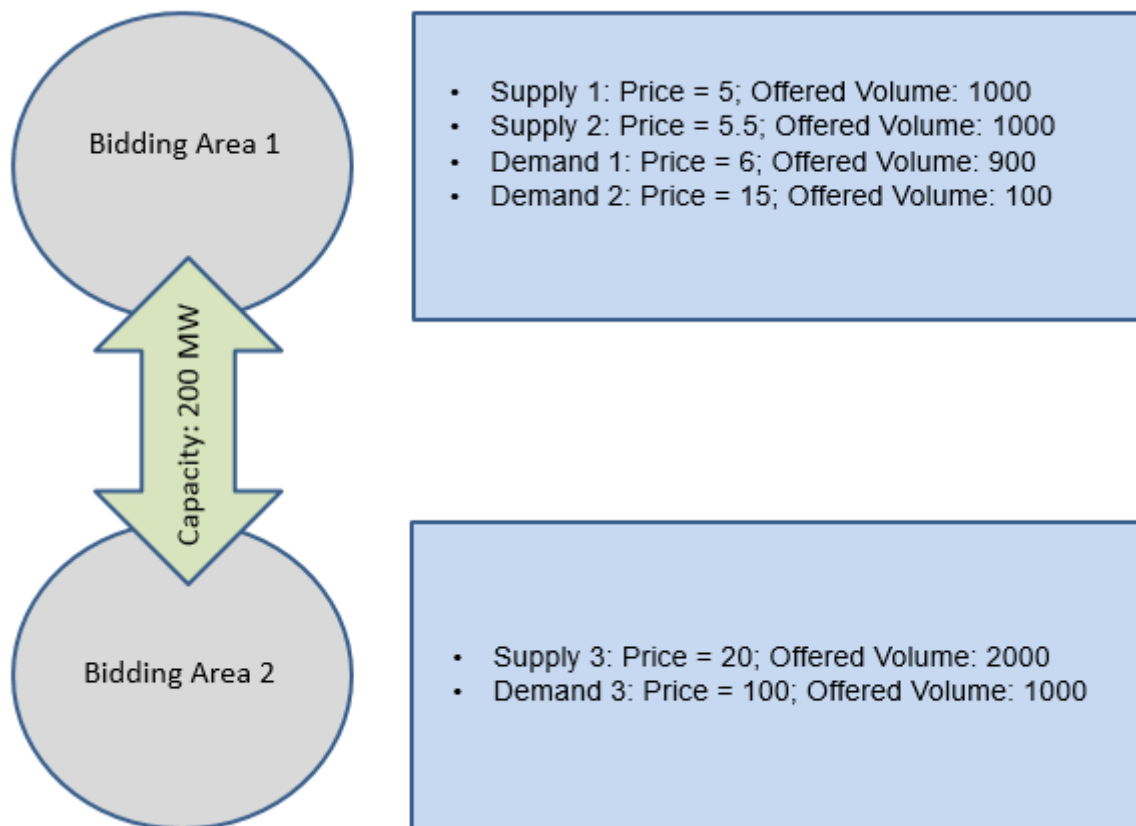 Bidding Area 1
• Supply 1: Price = 5; Offered Volume: 1000
• Supply 2: Price = 5.5; Offered Volume: 1000
• Demand 1: Price = 6; Offered Volume: 900
• Demand 2: Price = 15; Offered Volume: 100
Capacity: 200 MW
Bidding Area 2
• Supply 3: Price = 20; Offered Volume: 2000
• Demand 3: Price = 100; Offered Volume: 1000